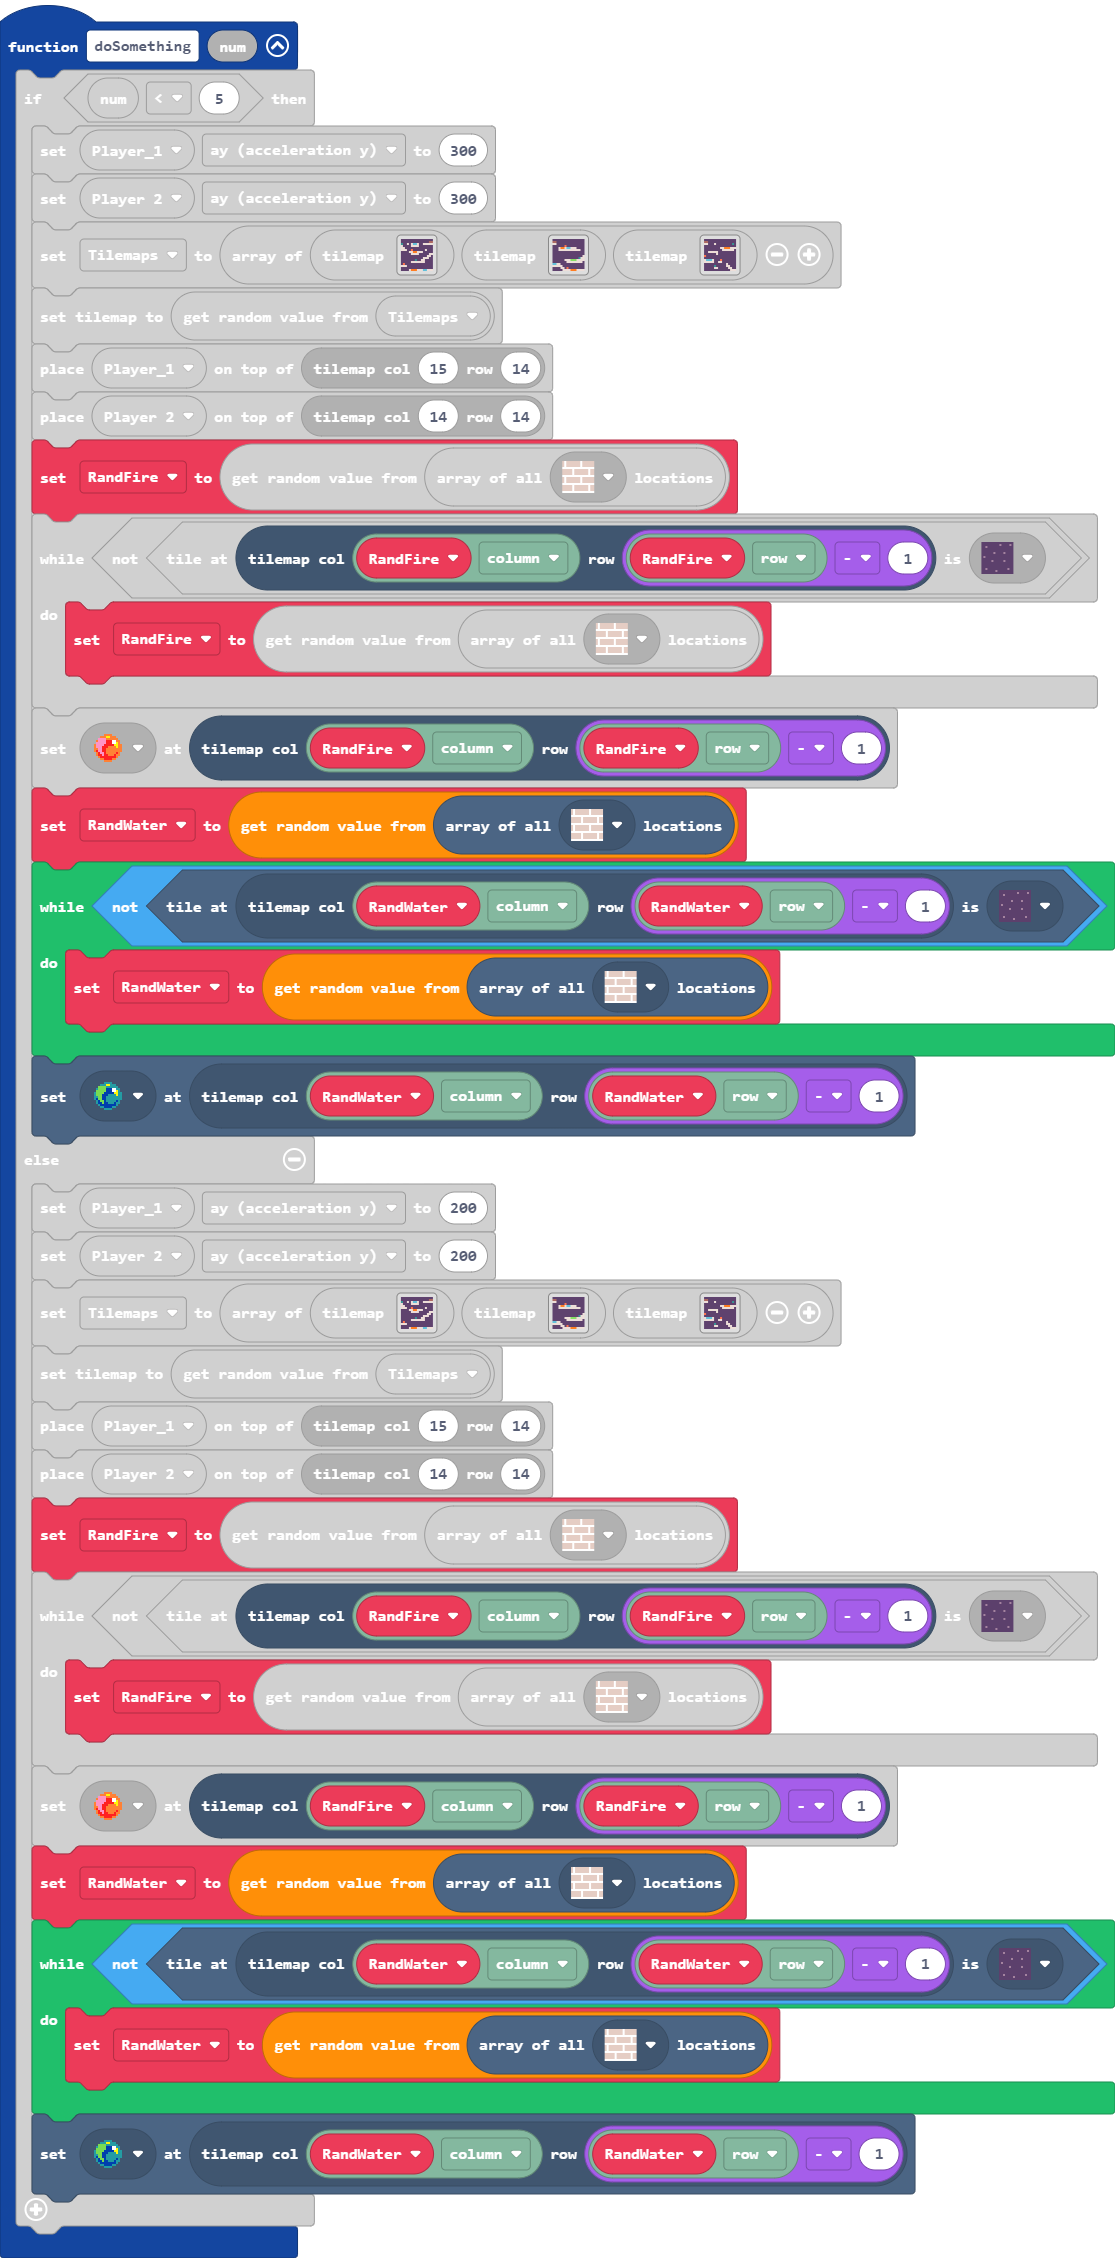 function doSomething num
if num < 5 then
set Player_1 ay (acceleration y) to 300
set Player 2 ay (acceleration y) to 300
set Tilemaps to array of tilemap tilemap tilemap
set tilemap to get random value from Tilemaps
place Player_1 on top of tilemap col 15 row 14
place Player 2 on top of tilemap col 14 row 14
set RandFire to get random value from array of all locations
while not tile at tilemap col RandFire column row RandFire row - 1 is
do
set RandFire to get random value from array of all locations
set at tilemap col RandFire column row RandFire row - 1
set RandWater to get random value from array of all locations
while not tile at tilemap col RandWater column row RandWater row - 1 is
do
set RandWater to get random value from array of all locations
set at tilemap col RandWater column row RandWater row - 1
else
set Player_1 ay (acceleration y) to 200
set Player 2 ay (acceleration y) to 200
set Tilemaps to array of tilemap tilemap tilemap
set tilemap to get random value from Tilemaps
place Player_1 on top of tilemap col 15 row 14
place Player 2 on top of tilemap col 14 row 14
set RandFire to get random value from array of all locations
while not tile at tilemap col RandFire column row RandFire row - 1 is
do
set RandFire to get random value from array of all locations
set at tilemap col RandFire column row RandFire row - 1
set RandWater to get random value from array of all locations
while not tile at tilemap col RandWater column row RandWater row - 1 is
do
set RandWater to get random value from array of all locations
set at tilemap col RandWater column row RandWater row - 1